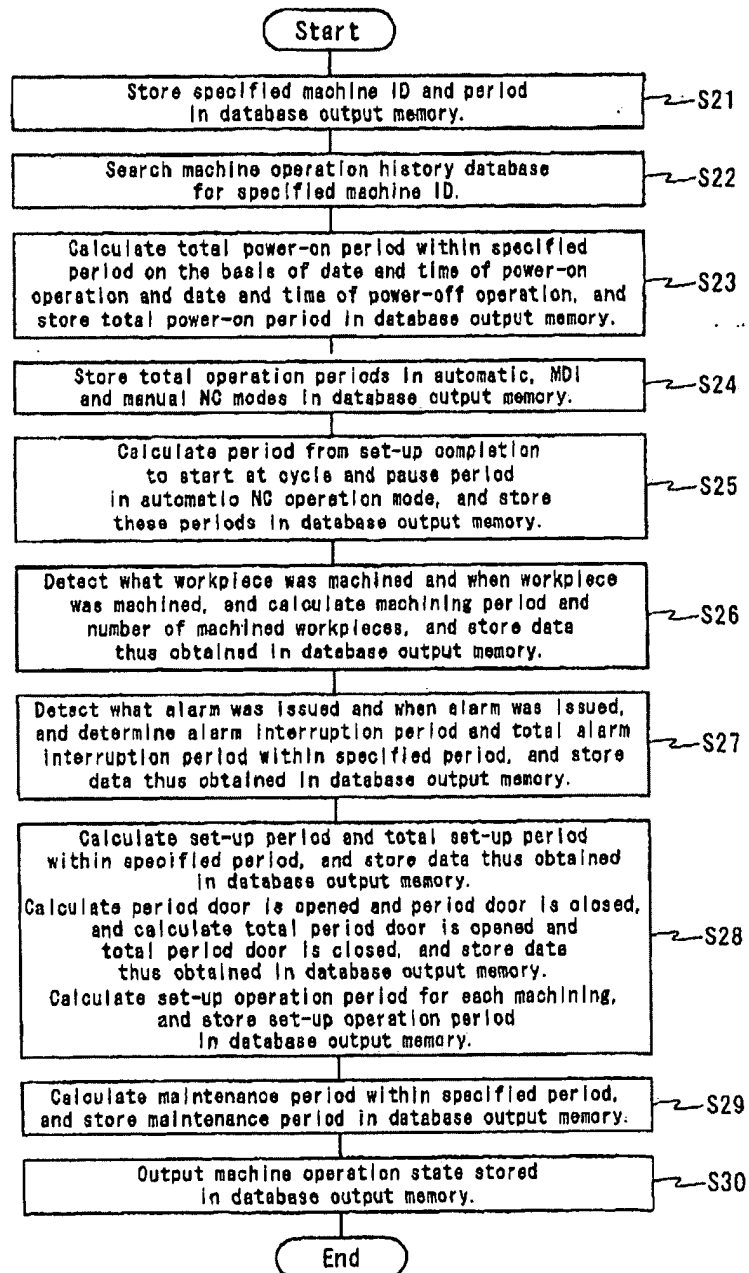 Start
Store specified machine ID and period
in database output memory.
S21
Search machine operation history database
for specified machine ID.
S22
Calculate total power-on period within specified
period on the basis of date and time of power-on
operation and date and time of power-off operation, and
store total power-on period in database output memory.
S23
Store total operation periods in automatic, MDI
and manual NC modes in database output memory.
S24
Calculate period from set-up completion
to start at cycle and pause period
in automatic NC operation mode, and store
these periods in database output memory.
S25
Detect what workpiece was machined and when workpiece
was machined, and calculate machining period and
number of machined workpieces, and store data
thus obtained in database output memory.
S26
Detect what alarm was issued and when alarm was issued,
and determine alarm interruption period and total alarm
interruption period within specified period, and store
data thus obtained in database output memory.
S27
Calculate set-up period and total set-up period
within specified period, and store data thus obtained
in database output memory.
Calculate period door is opened and period door is closed,
and calculate total period door is opened and
total period door is closed, and store data
thus obtained in database output memory.
Calculate set-up operation period for each machining,
and store set-up operation period
in database output memory.
S28
Calculate maintenance period within specified period,
and store maintenance period in database output memory.
S29
Output machine operation state stored
in database output memory.
S30
End